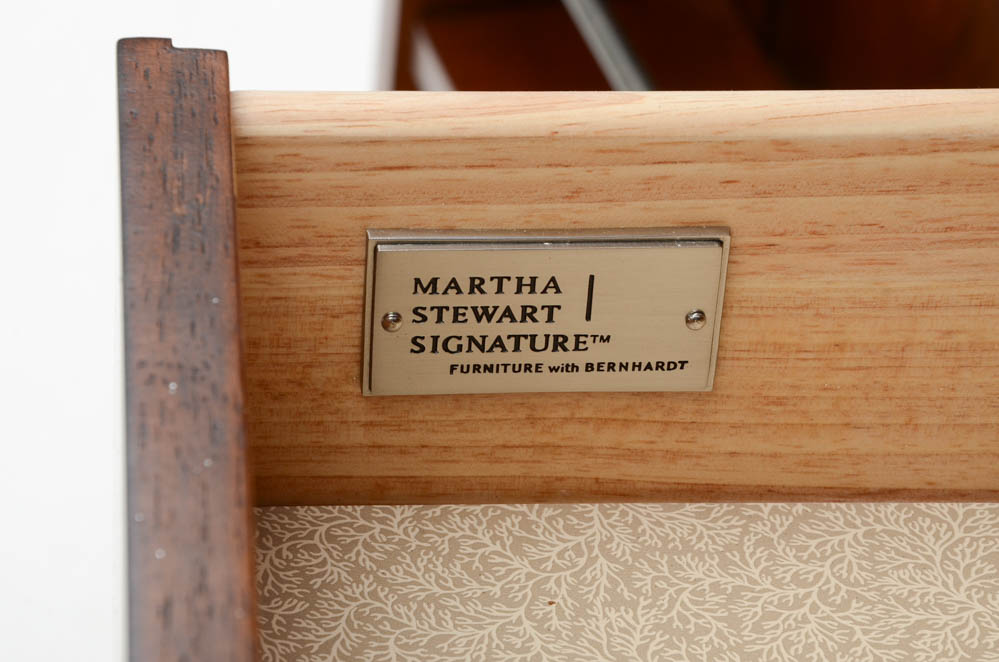 MARTHA
STEWART
SIGNATURE™
FURNITURE with BERNHARDT